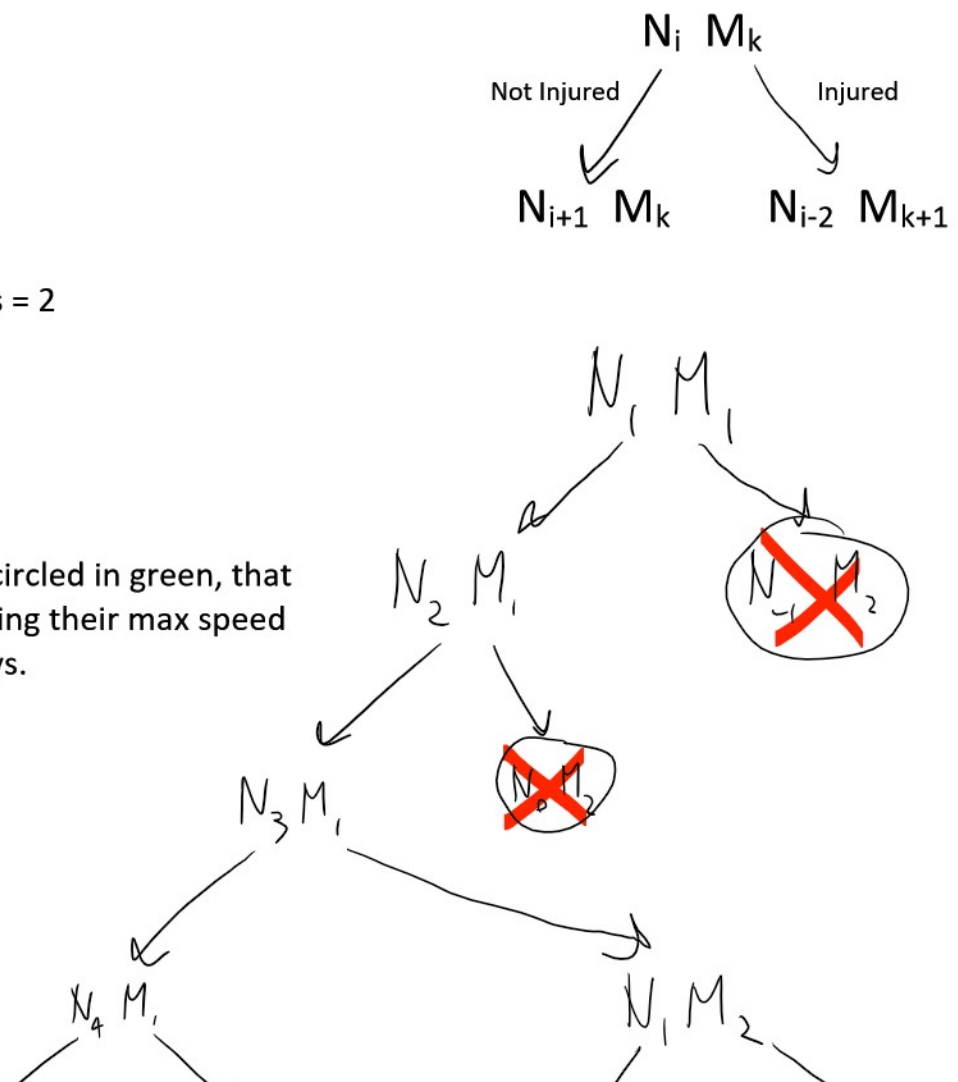 Nᵢ Mₖ
Not Injured Injured
Nᵢ₊₁ Mₖ Nᵢ₋₂ Mₖ₊₁
= 2
N₁ M₁
circled in green, that
N₂ M₁ N₋₁ M₂
ing their max speed
N₃ M₁ N₀ M₂
N₄ M₁ N₁ M₂